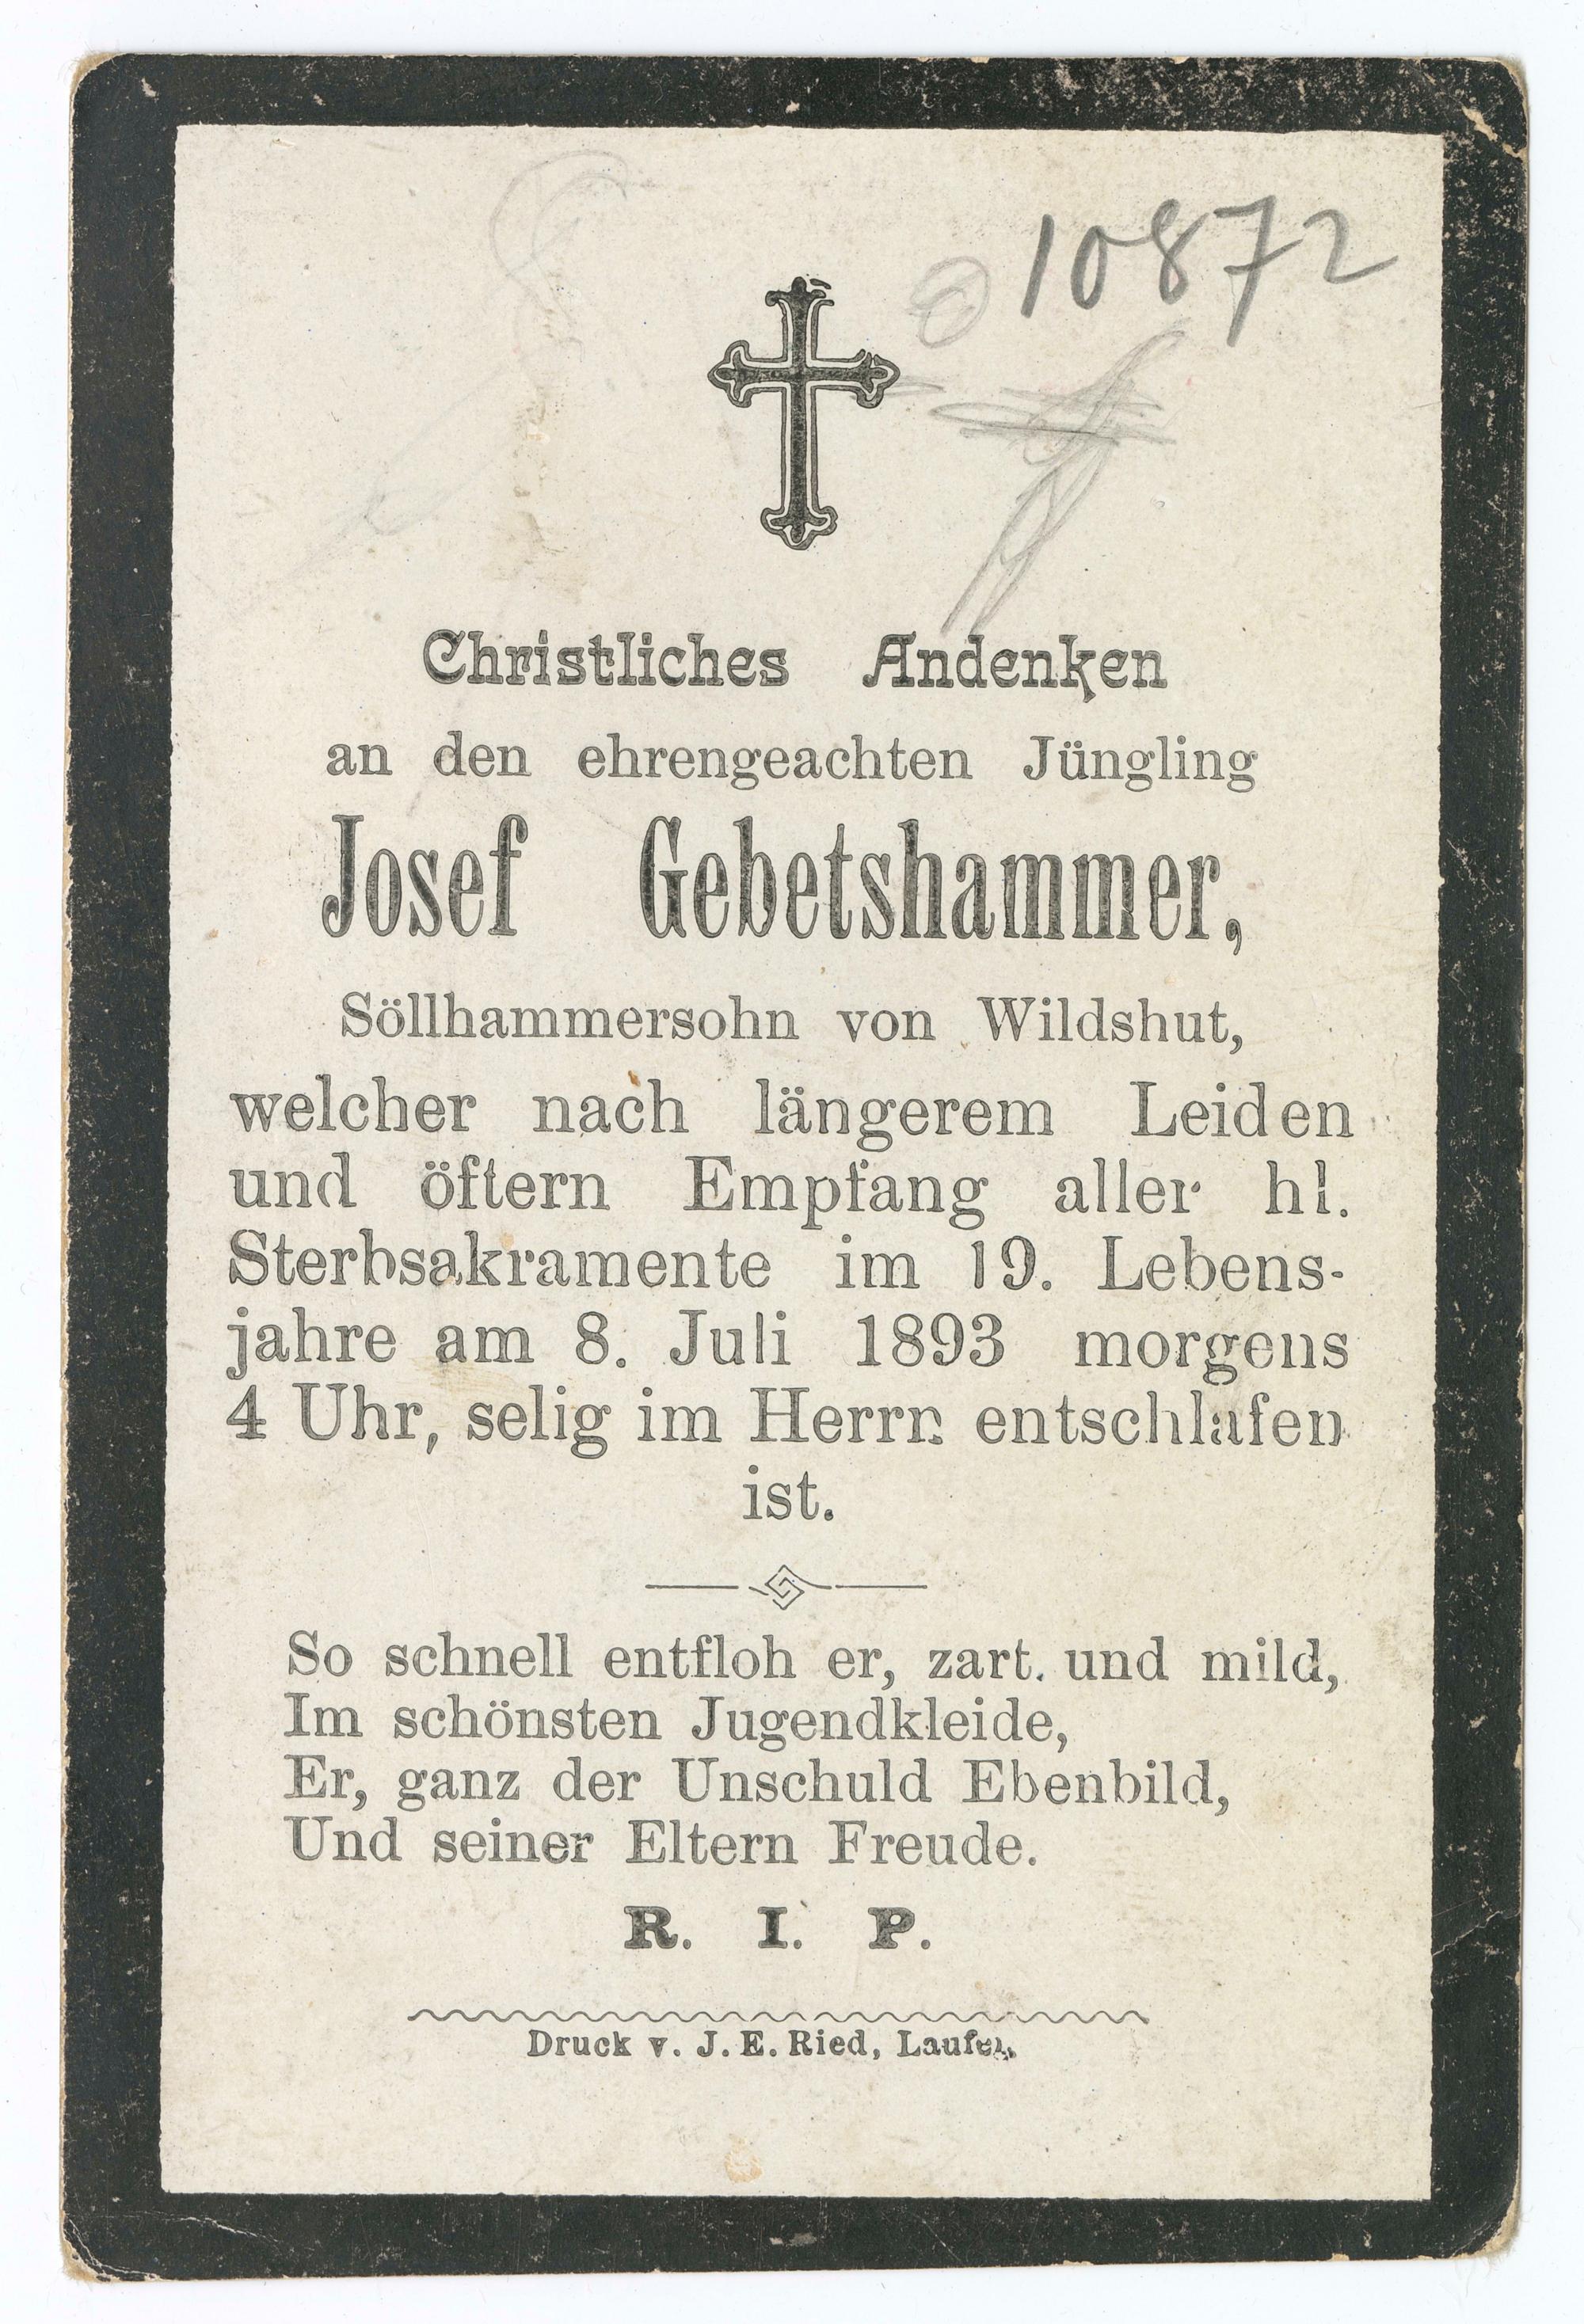 10872
Christliches Andenken
an den ehrengeachten Jüngling
Josef Gebetshammer,
Söllhammersohn von Wildshut,
welcher nach längerem Leiden
und öftern Empfang aller hl.
Sterbsakramente im 19. Lebens-
jahre am 8. Juli 1893 morgens
4 Uhr, selig im Herrn entschlafen
ist.
So schnell entfloh er, zart. und mild,
Im schönsten Jugendkleide,
Er, ganz der Unschuld Ebenbild,
Und seiner Eltern Freude.
R. I. P.
Druck v. J. E. Ried, Laufen.